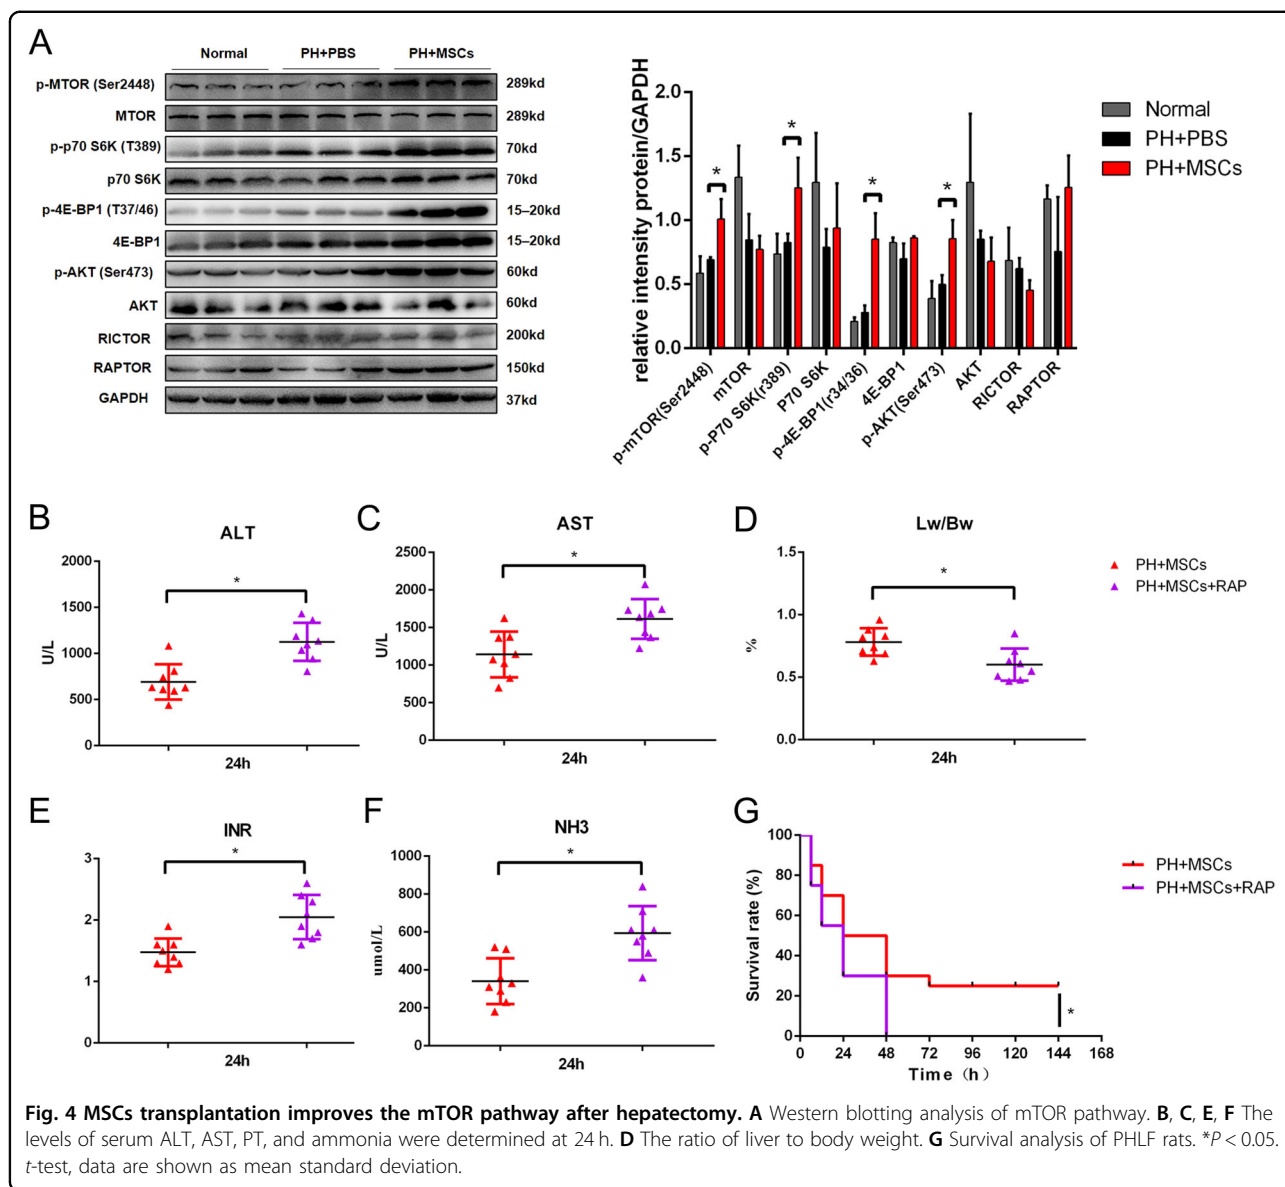 A
Normal PH+PBS PH+MSCs
p-MTOR (Ser2448) 289kd
MTOR 289kd
p-p70 S6K (T389) 70kd
p70 S6K 70kd
p-4E-BP1 (T37/46) 15–20kd
4E-BP1 15–20kd
p-AKT (Ser473) 60kd
AKT 60kd
RICTOR 200kd
RAPTOR 150kd
GAPDH 37kd
relative intensity protein/GAPDH
2.0
1.5
1.0
0.5
0.0
* * * *
Normal
PH+PBS
PH+MSCs
p-mTOR(Ser2448)
mTOR
p-P70 S6K(r389)
P70 S6K
p-4E-BP1(r34/36)
4E-BP1
p-AKT(Ser473)
AKT
RICTOR
RAPTOR
B
ALT
U/L
2000
1500
1000
500
0
*
24h
C
AST
U/L
2500
2000
1500
1000
500
0
*
24h
D
Lw/Bw
%
1.5
1.0
0.5
0.0
*
24h
PH+MSCs
PH+MSCs+RAP
E
INR
3
2
1
0
*
24h
F
NH3
umol/L
1000
800
600
400
200
0
*
24h
G
Survival rate (%)
100
80
60
40
20
0
0 24 48 72 96 120 144 168
Time (h)
*
PH+MSCs
PH+MSCs+RAP
Fig. 4 MSCs transplantation improves the mTOR pathway after hepatectomy. A Western blotting analysis of mTOR pathway. B, C, E, F The
levels of serum ALT, AST, PT, and ammonia were determined at 24 h. D The ratio of liver to body weight. G Survival analysis of PHLF rats. *P < 0.05.
t-test, data are shown as mean standard deviation.